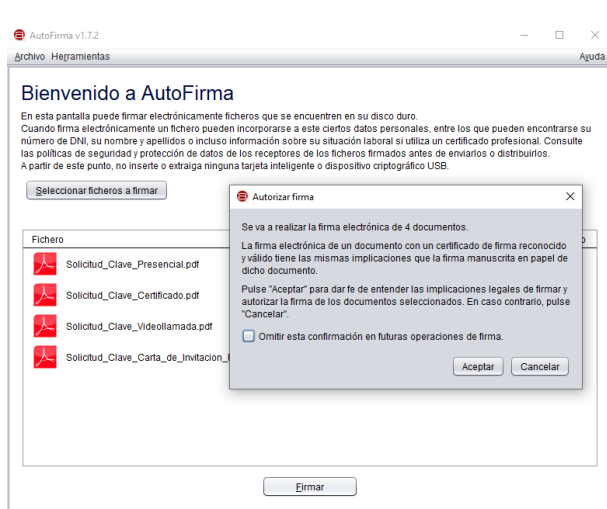 AutoFirma v1.7.2
Archivo Herramientas Ayuda
Bienvenido a AutoFirma
En esta pantalla puede firmar electrónicamente ficheros que se encuentren en su disco duro.
Cuando firma electrónicamente un fichero pueden incorporarse a este ciertos datos personales, entre los que pueden encontrarse su
número de DNI, su nombre y apellidos o incluso información sobre su situación laboral si utiliza un certificado profesional. Consulte
las políticas de seguridad y protección de datos de los receptores de los ficheros firmados antes de enviarlos o distribuirlos.
A partir de este punto, no inserte o extraiga ninguna tarjeta inteligente o dispositivo criptográfico USB.
Seleccionar ficheros a firmar
Fichero
Solicitud_Clave_Presencial.pdf
Solicitud_Clave_Certificado.pdf
Solicitud_Clave_Videollamada.pdf
Solicitud_Clave_Carta_de_Invitacion_
Autorizar firma
Se va a realizar la firma electrónica de 4 documentos.
La firma electrónica de un documento con un certificado de firma reconocido
y válido tiene las mismas implicaciones que la firma manuscrita en papel de
dicho documento.
Pulse "Aceptar" para dar fe de entender las implicaciones legales de firmar y
autorizar la firma de los documentos seleccionados. En caso contrario, pulse
"Cancelar".
Omitir esta confirmación en futuras operaciones de firma.
Aceptar Cancelar
Firmar